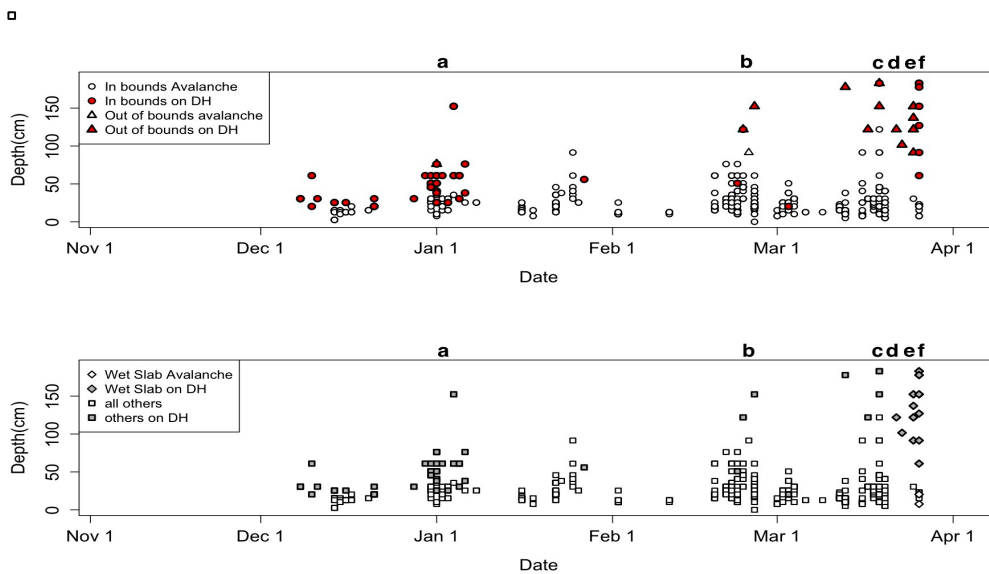 a b c d e f
In bounds Avalanche
In bounds on DH
Out of bounds avalanche
Out of bounds on DH
Depth(cm)
150
100
50
0
Nov 1 Dec 1 Jan 1 Feb 1 Mar 1 Apr 1
Date
a b c d e f
Wet Slab Avalanche
Wet Slab on DH
all others
others on DH
Depth(cm)
150
100
50
0
Nov 1 Dec 1 Jan 1 Feb 1 Mar 1 Apr 1
Date